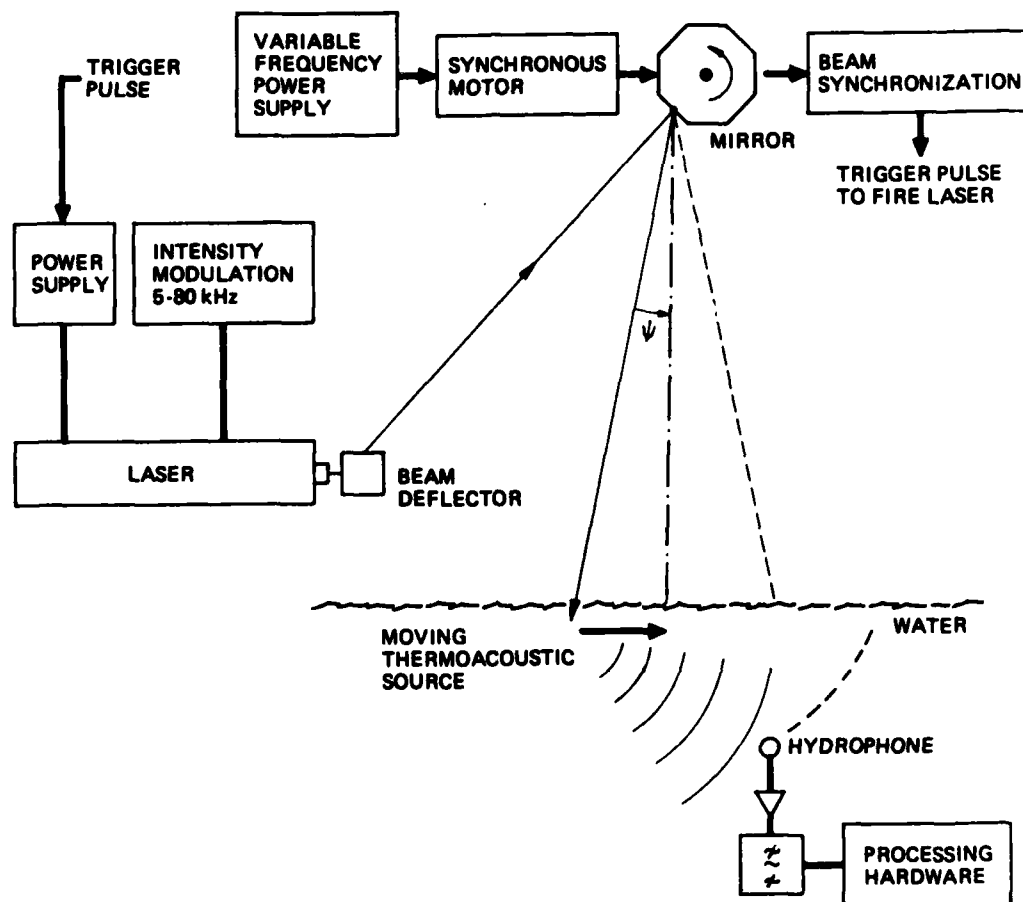 TRIGGER
PULSE
VARIABLE
FREQUENCY
POWER
SUPPLY
SYNCHRONOUS
MOTOR
MIRROR
BEAM
SYNCHRONIZATION
TRIGGER PULSE
TO FIRE LASER
POWER
SUPPLY
INTENSITY
MODULATION
5-80 kHz
ψ
LASER
BEAM
DEFLECTOR
WATER
MOVING
THERMOACOUSTIC
SOURCE
HYDROPHONE
PROCESSING
HARDWARE